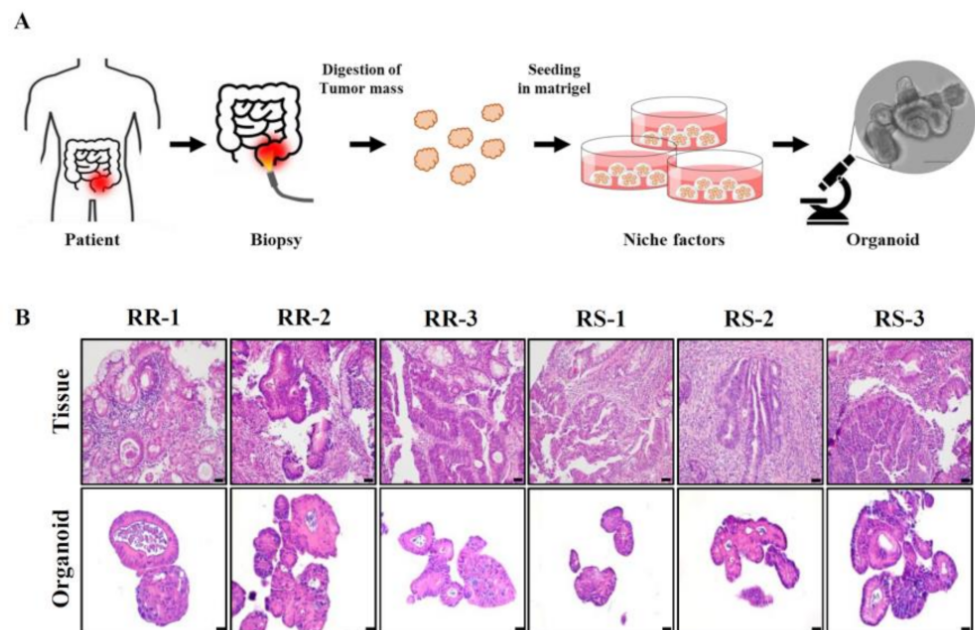 A
Digestion of
Tumor mass
Seeding
in matrigel
Patient
Biopsy
Niche factors
Organoid
B
RR-1
RR-2
RR-3
RS-1
RS-2
RS-3
Tissue
Organoid